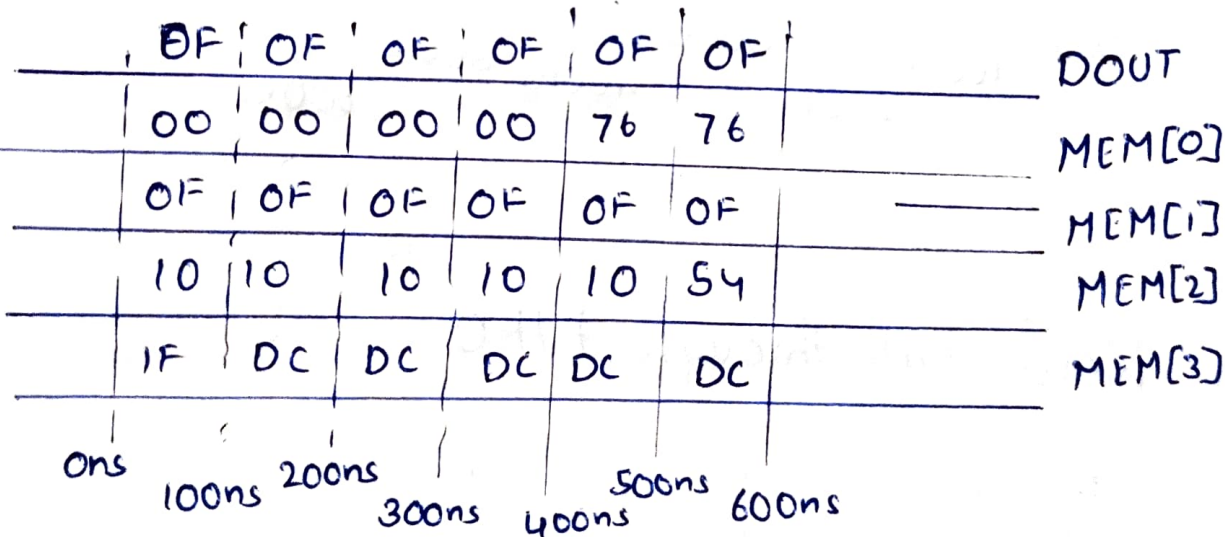 0F 0F 0F 0F 0F 0F DOUT
00 00 00 00 76 76 MEM[0]
0F 0F 0F 0F 0F 0F MEM[1]
10 10 10 10 10 54 MEM[2]
1F DC DC DC DC DC MEM[3]
0ns 100ns 200ns 300ns 400ns 500ns 600ns